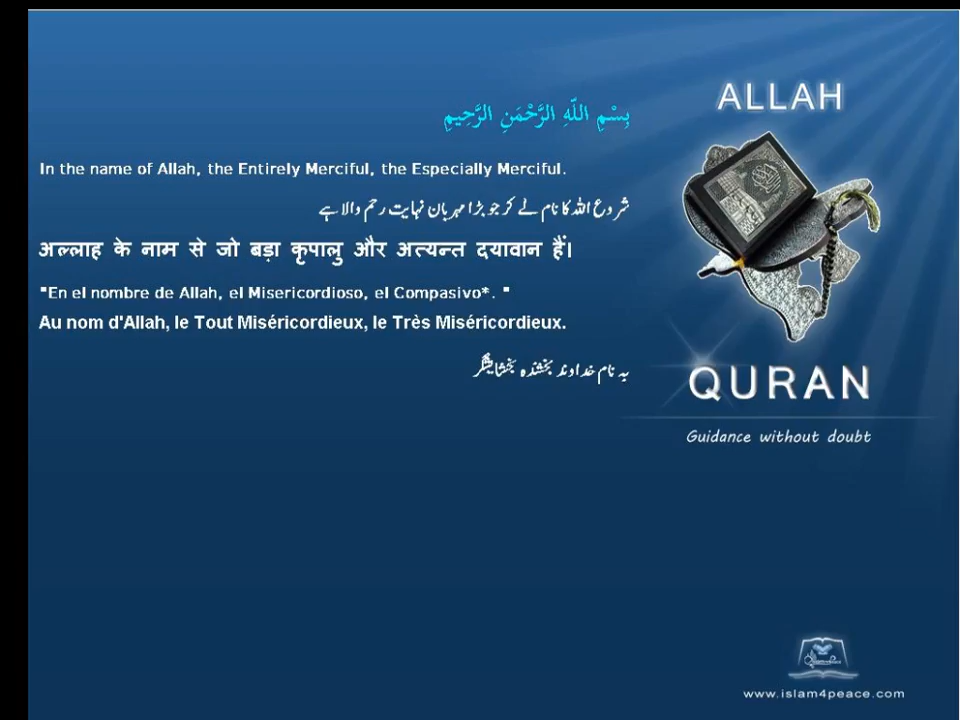 بِسْمِ اللَّهِ الرَّحْمَنِ الرَّحِيمِ
In the name of Allah, the Entirely Merciful, the Especially Merciful.
شروع اللہ کا نام لے کر جو بڑا مہربان نہایت رحم والا ہے
अल्लाह के नाम से जो बड़ा कृपालु और अत्यन्त दयावान हैं।
"En el nombre de Allah, el Misericordioso, el Compasivo*. "
Au nom d'Allah, le Tout Miséricordieux, le Très Miséricordieux.
به نام خداوند بخشنده بخشایشگر
ALLAH
QURAN
Guidance without doubt
www.islam4peace.com